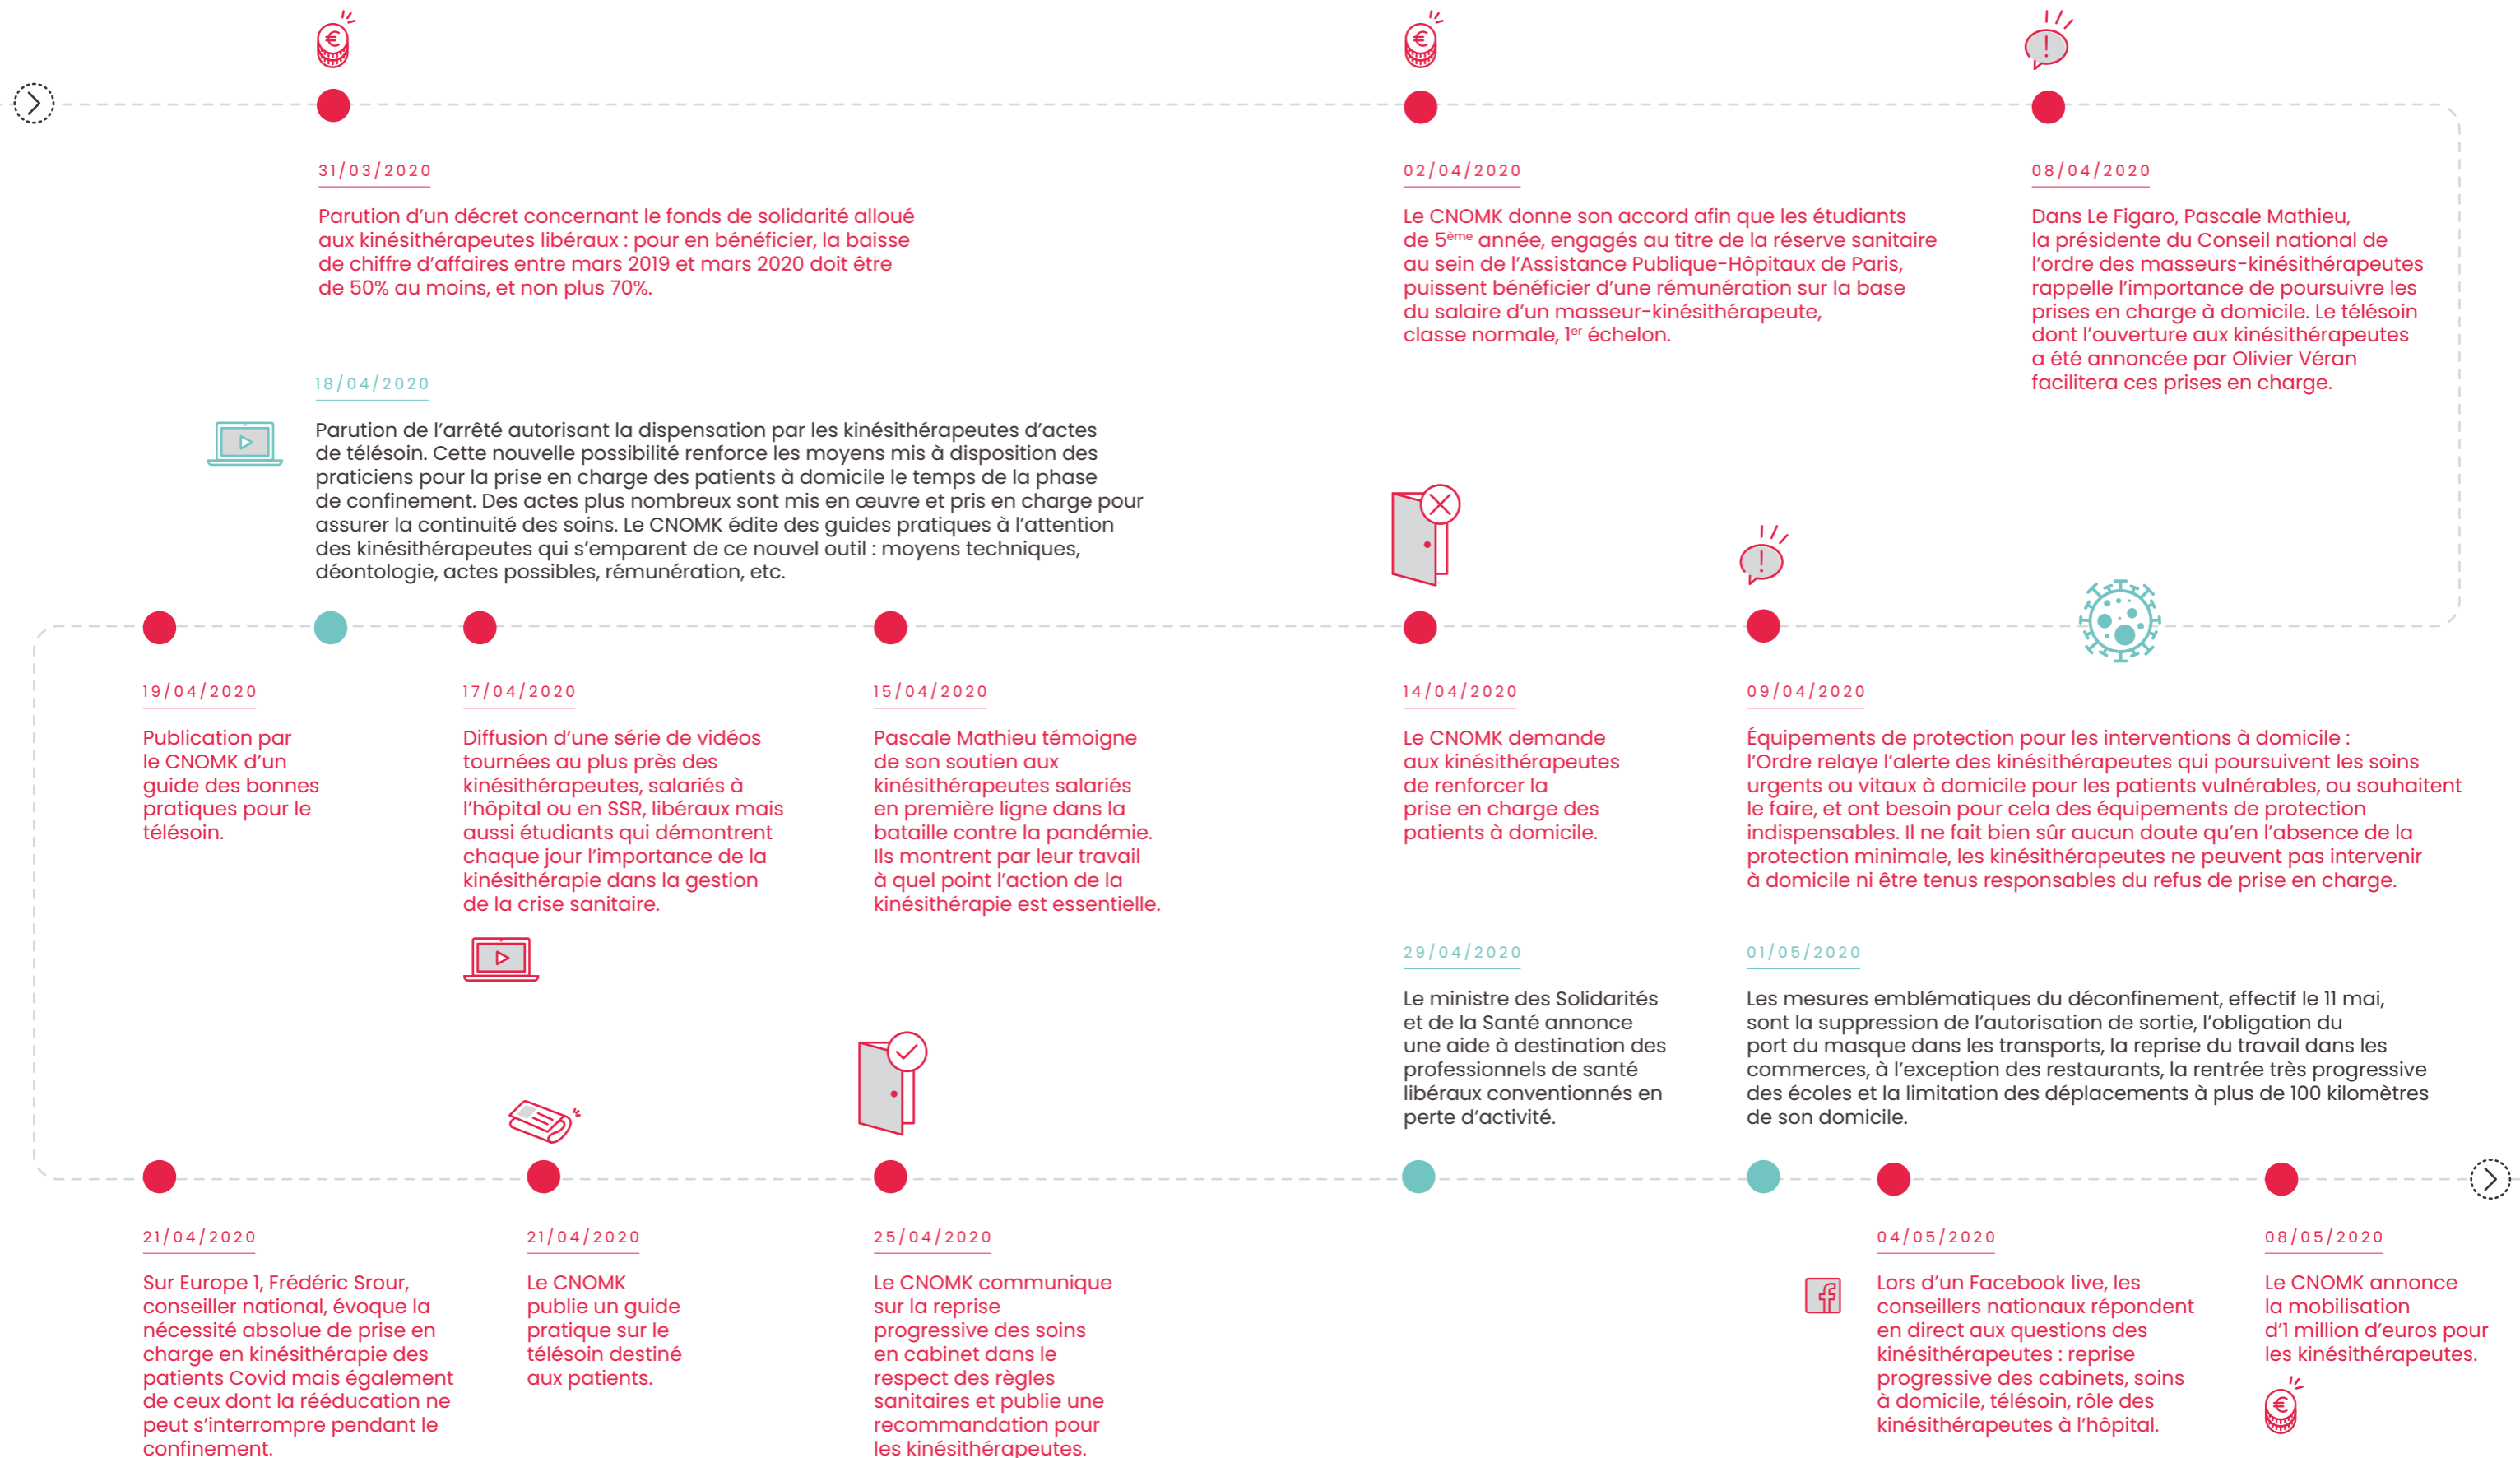 31/03/2020
Parution d’un décret concernant le fonds de solidarité alloué
aux kinésithérapeutes libéraux : pour en bénéficier, la baisse
de chiffre d’affaires entre mars 2019 et mars 2020 doit être
de 50% au moins, et non plus 70%.
02/04/2020
Le CNOMK donne son accord afin que les étudiants
de 5ème année, engagés au titre de la réserve sanitaire
au sein de l’Assistance Publique-Hôpitaux de Paris,
puissent bénéficier d’une rémunération sur la base
du salaire d’un masseur-kinésithérapeute,
classe normale, 1er échelon.
08/04/2020
Dans Le Figaro, Pascale Mathieu,
la présidente du Conseil national de
l’ordre des masseurs-kinésithérapeutes
rappelle l’importance de poursuivre les
prises en charge à domicile. Le télésoin
dont l’ouverture aux kinésithérapeutes
a été annoncée par Olivier Véran
facilitera ces prises en charge.
18/04/2020
Parution de l’arrêté autorisant la dispensation par les kinésithérapeutes d’actes
de télésoin. Cette nouvelle possibilité renforce les moyens mis à disposition des
praticiens pour la prise en charge des patients à domicile le temps de la phase
de confinement. Des actes plus nombreux sont mis en œuvre et pris en charge pour
assurer la continuité des soins. Le CNOMK édite des guides pratiques à l’attention
des kinésithérapeutes qui s’emparent de ce nouvel outil : moyens techniques,
déontologie, actes possibles, rémunération, etc.
19/04/2020
Publication par
le CNOMK d’un
guide des bonnes
pratiques pour le
télésoin.
17/04/2020
Diffusion d’une série de vidéos
tournées au plus près des
kinésithérapeutes, salariés à
l’hôpital ou en SSR, libéraux mais
aussi étudiants qui démontrent
chaque jour l’importance de la
kinésithérapie dans la gestion
de la crise sanitaire.
15/04/2020
Pascale Mathieu témoigne
de son soutien aux
kinésithérapeutes salariés
en première ligne dans la
bataille contre la pandémie.
Ils montrent par leur travail
à quel point l’action de la
kinésithérapie est essentielle.
14/04/2020
Le CNOMK demande
aux kinésithérapeutes
de renforcer la
prise en charge des
patients à domicile.
09/04/2020
Équipements de protection pour les interventions à domicile :
l’Ordre relaye l’alerte des kinésithérapeutes qui poursuivent les soins
urgents ou vitaux à domicile pour les patients vulnérables, ou souhaitent
le faire, et ont besoin pour cela des équipements de protection
indispensables. Il ne fait bien sûr aucun doute qu’en l’absence de la
protection minimale, les kinésithérapeutes ne peuvent pas intervenir
à domicile ni être tenus responsables du refus de prise en charge.
29/04/2020
Le ministre des Solidarités
et de la Santé annonce
une aide à destination des
professionnels de santé
libéraux conventionnés en
perte d’activité.
01/05/2020
Les mesures emblématiques du déconfinement, effectif le 11 mai,
sont la suppression de l’autorisation de sortie, l’obligation du
port du masque dans les transports, la reprise du travail dans les
commerces, à l’exception des restaurants, la rentrée très progressive
des écoles et la limitation des déplacements à plus de 100 kilomètres
de son domicile.
21/04/2020
Sur Europe 1, Frédéric Srour,
conseiller national, évoque la
nécessité absolue de prise en
charge en kinésithérapie des
patients Covid mais également
de ceux dont la rééducation ne
peut s’interrompre pendant le
confinement.
21/04/2020
Le CNOMK
publie un guide
pratique sur le
télésoin destiné
aux patients.
25/04/2020
Le CNOMK communique
sur la reprise
progressive des soins
en cabinet dans le
respect des règles
sanitaires et publie une
recommandation pour
les kinésithérapeutes.
04/05/2020
Lors d’un Facebook live, les
conseillers nationaux répondent
en direct aux questions des
kinésithérapeutes : reprise
progressive des cabinets, soins
à domicile, télésoin, rôle des
kinésithérapeutes à l’hôpital.
08/05/2020
Le CNOMK annonce
la mobilisation
d’1 million d’euros pour
les kinésithérapeutes.